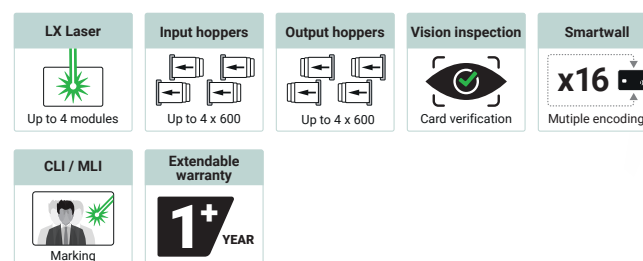 LX Laser
Up to 4 modules
Input hoppers
Up to 4 x 600
Output hoppers
Up to 4 x 600
Vision inspection
Card verification
Smartwall
x16
Mutiple encoding
CLI / MLI
Marking
Extendable
warranty
1+
YEAR